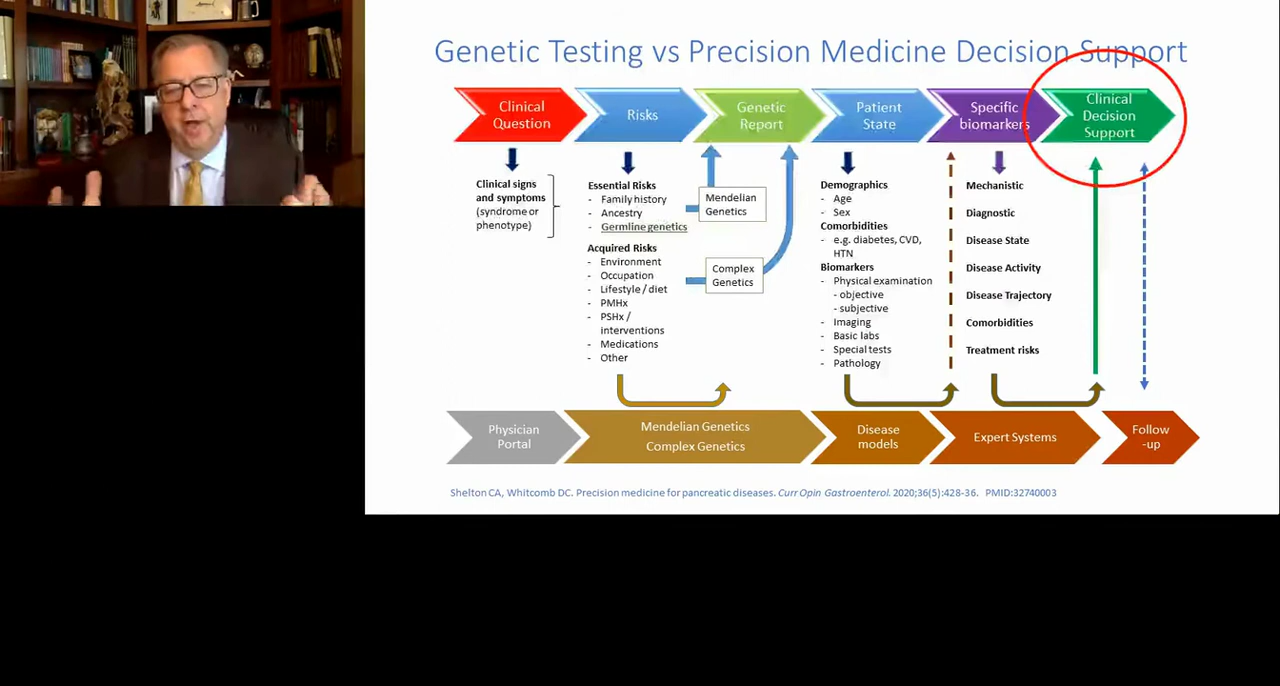 Genetic Testing vs Precision Medicine Decision Support
Clinical
Question
Risks
Genetic
Report
Patient
State
Specific
biomarkers
Clinical
Decision
Support
Clinical signs
and symptoms
(syndrome or
phenotype)
Essential Risks
- Family history
- Ancestry
- Germline genetics
Acquired Risks
- Environment
- Occupation
- Lifestyle / diet
- PMHx
- PSHx /
interventions
- Medications
- Other
Mendelian
Genetics
Complex
Genetics
Demographics
- Age
- Sex
Comorbidities
- e.g. diabetes, CVD,
HTN
Biomarkers
- Physical examination
- objective
- subjective
- Imaging
- Basic labs
- Special tests
- Pathology
Mechanistic
Diagnostic
Disease State
Disease Activity
Disease Trajectory
Comorbidities
Treatment risks
Physician
Portal
Mendelian Genetics
Complex Genetics
Disease
models
Expert Systems
Follow
-up
Shelton CA, Whitcomb DC. Precision medicine for pancreatic diseases. Curr Opin Gastroenterol. 2020;36(5):428-36. PMID:32740003